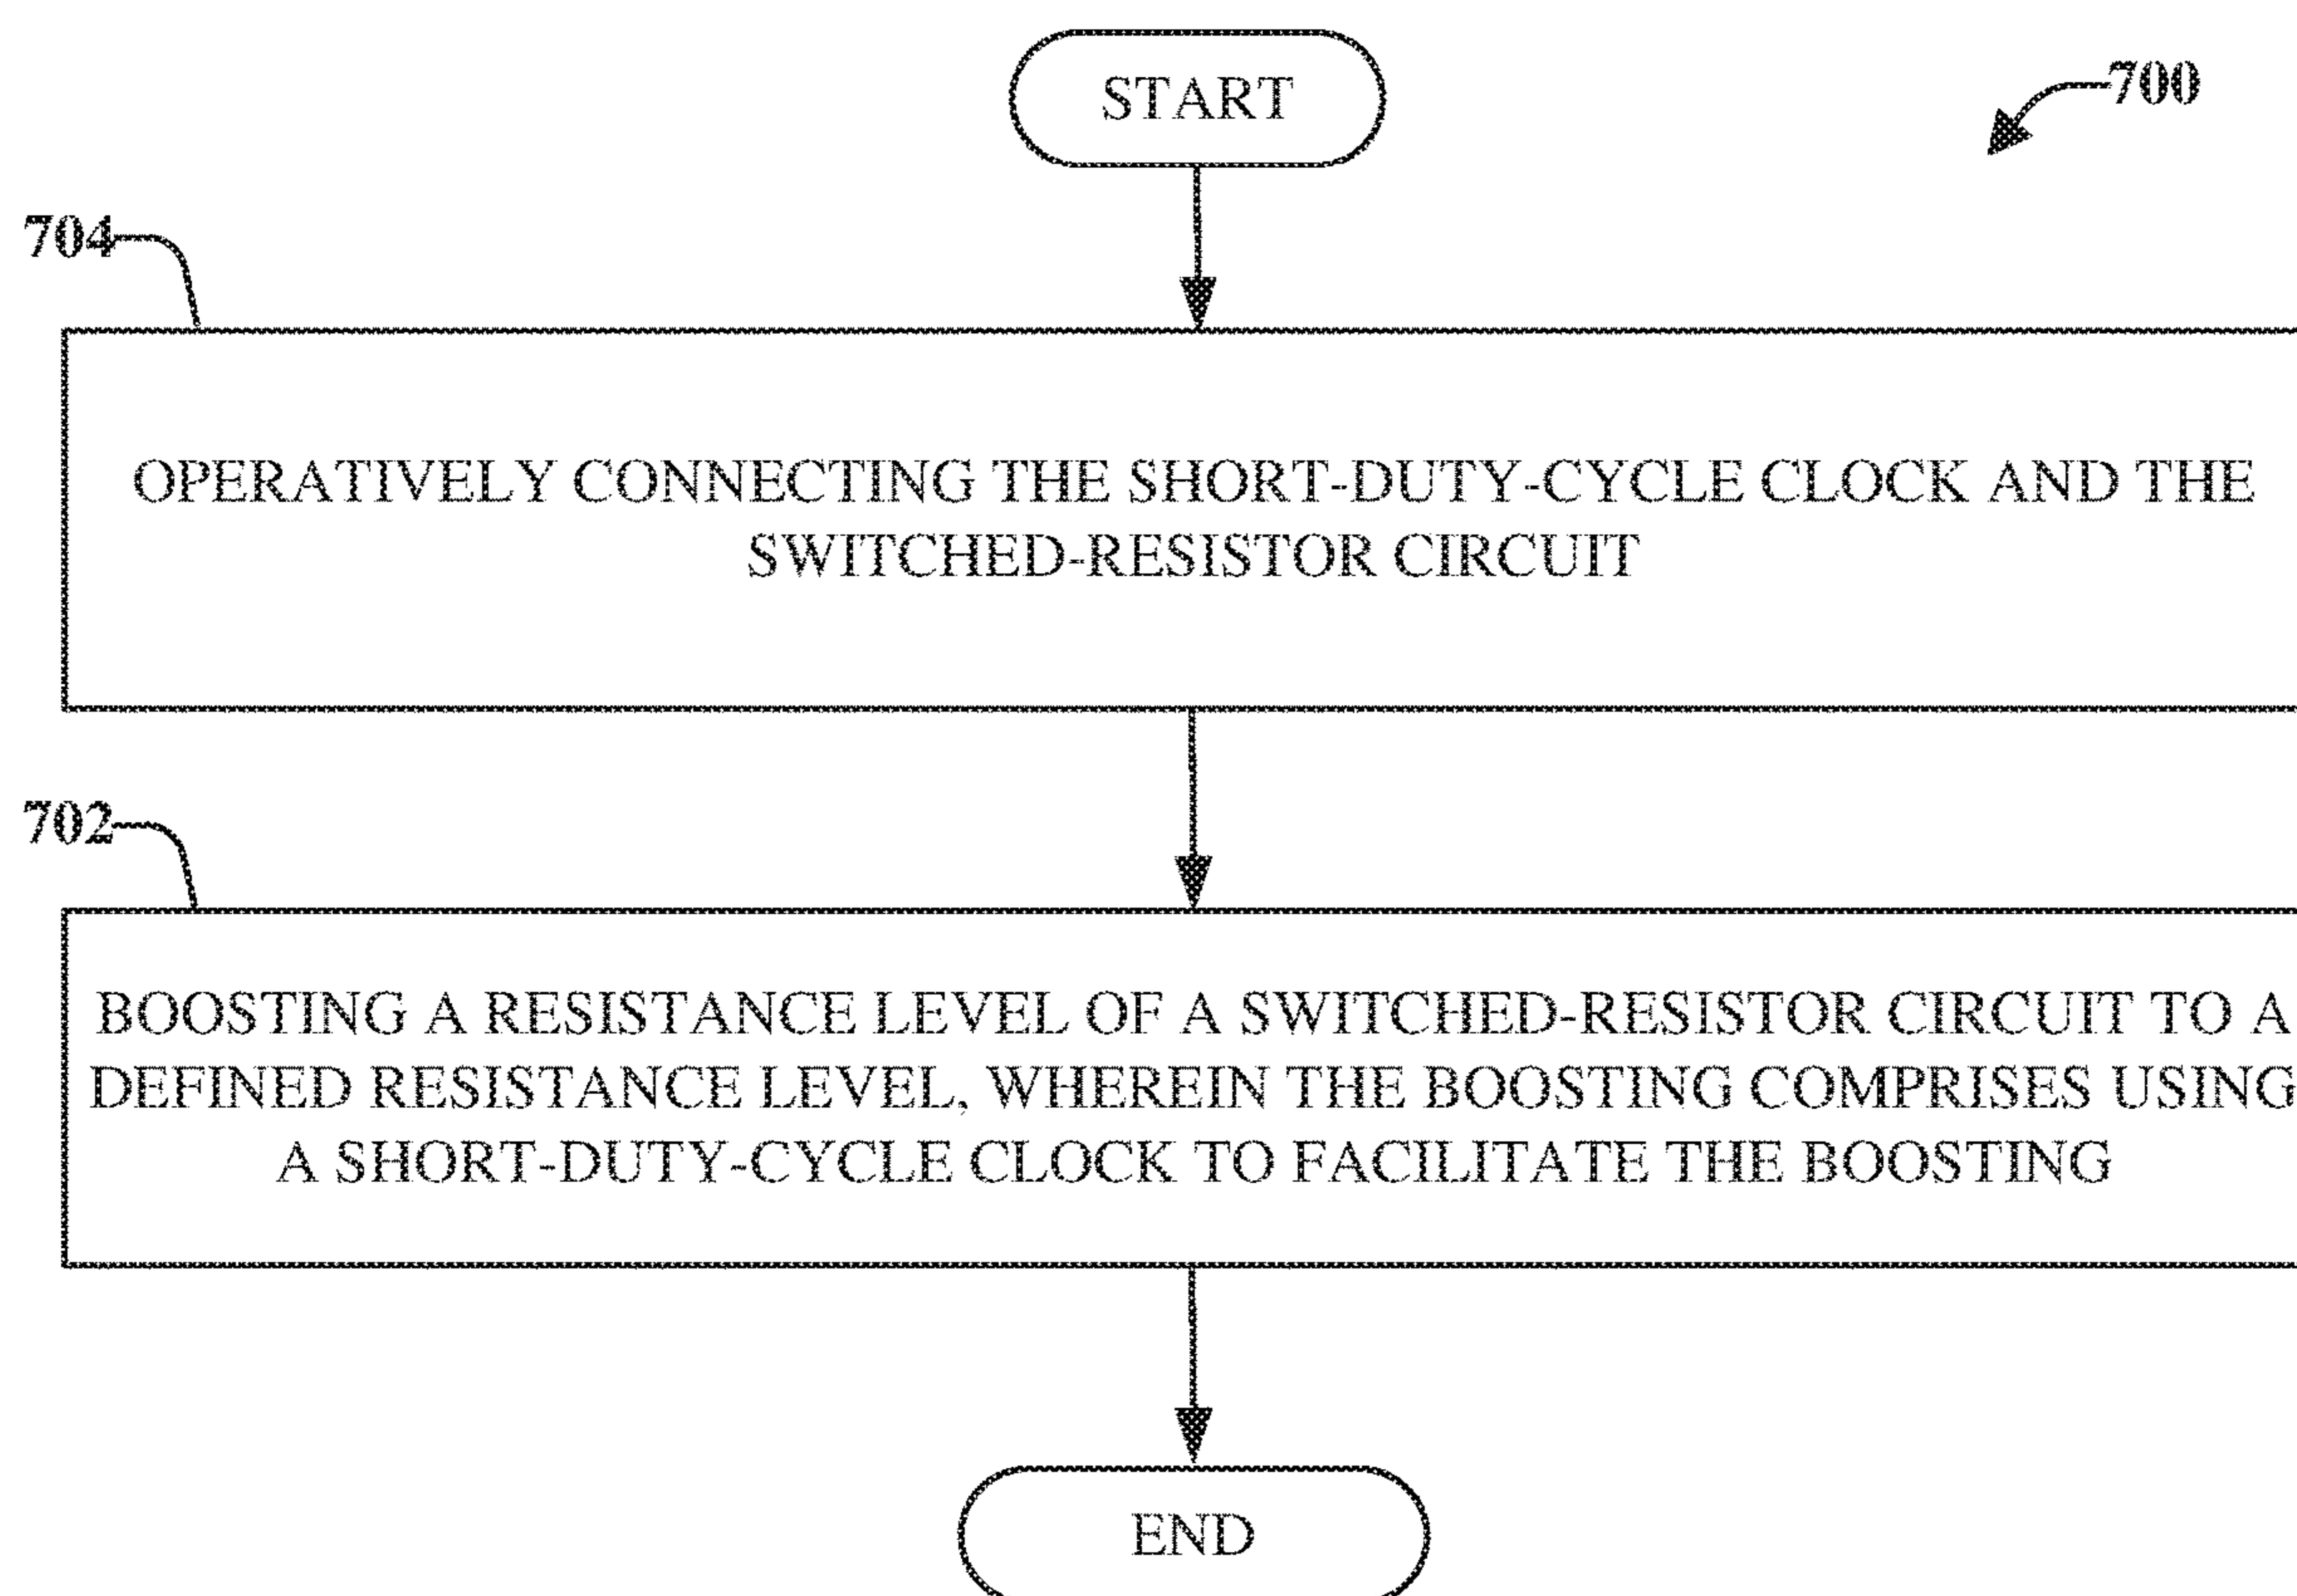 START
700
704
OPERATIVELY CONNECTING THE SHORT-DUTY-CYCLE CLOCK AND THE
SWITCHED-RESISTOR CIRCUIT
702
BOOSTING A RESISTANCE LEVEL OF A SWITCHED-RESISTOR CIRCUIT TO A
DEFINED RESISTANCE LEVEL, WHEREIN THE BOOSTING COMPRISES USING
A SHORT-DUTY-CYCLE CLOCK TO FACILITATE THE BOOSTING
END